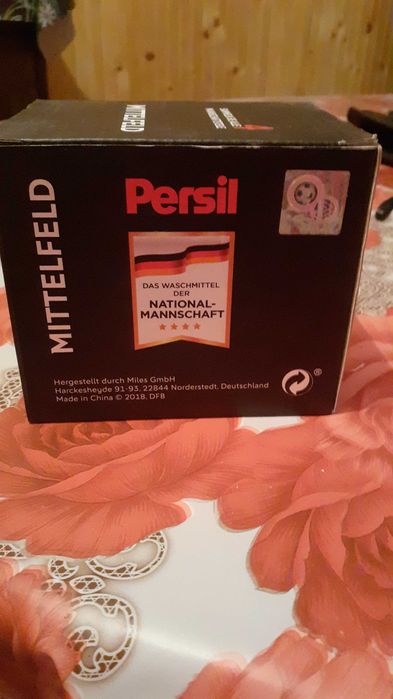 MITTELFELD
Persil
DAS WASCHMITTEL
DER
NATIONAL-
MANNSCHAFT
Hergestellt durch Miles GmbH
Harckesheyde 91-93, 22844 Norderstedt, Deutschland
Made in China © 2018, DFB
®